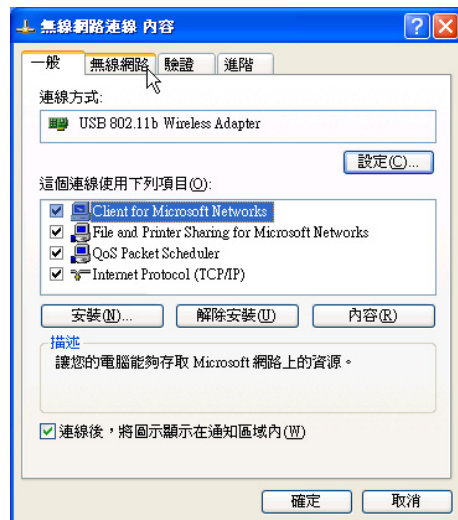 無線網路連線 內容
一般 無線網路 驗證 進階
連線方式:
USB 802.11b Wireless Adapter
設定(C)...
這個連線使用下列項目(O):
Client for Microsoft Networks
File and Printer Sharing for Microsoft Networks
QoS Packet Scheduler
Internet Protocol (TCP/IP)
安裝(N)... 解除安裝(U) 內容(R)
描述
讓您的電腦能夠存取 Microsoft 網路上的資源。
連線後，將圖示顯示在通知區域內(W)
確定 取消